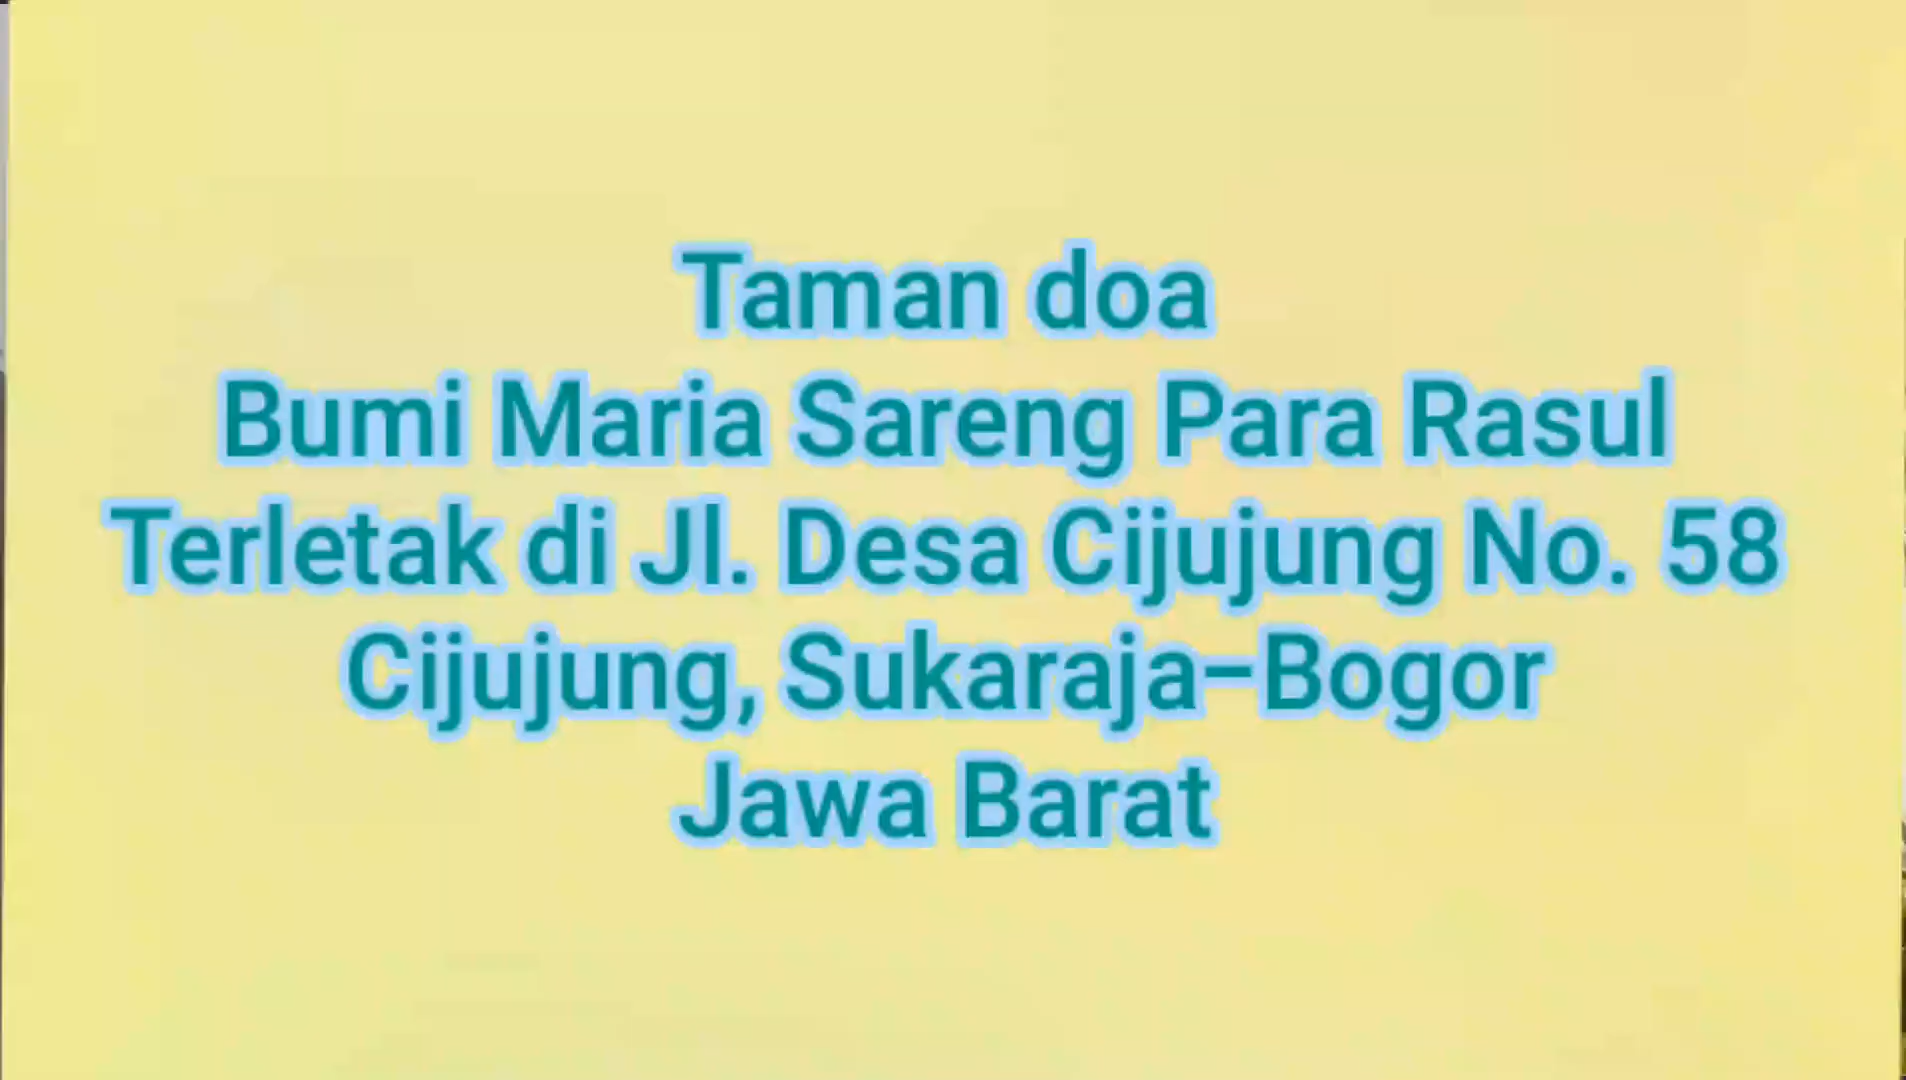 Taman doa
Bumi Maria Sareng Para Rasul
Terletak di Jl. Desa Cijujung No. 58
Cijujung, Sukaraja–Bogor
Jawa Barat